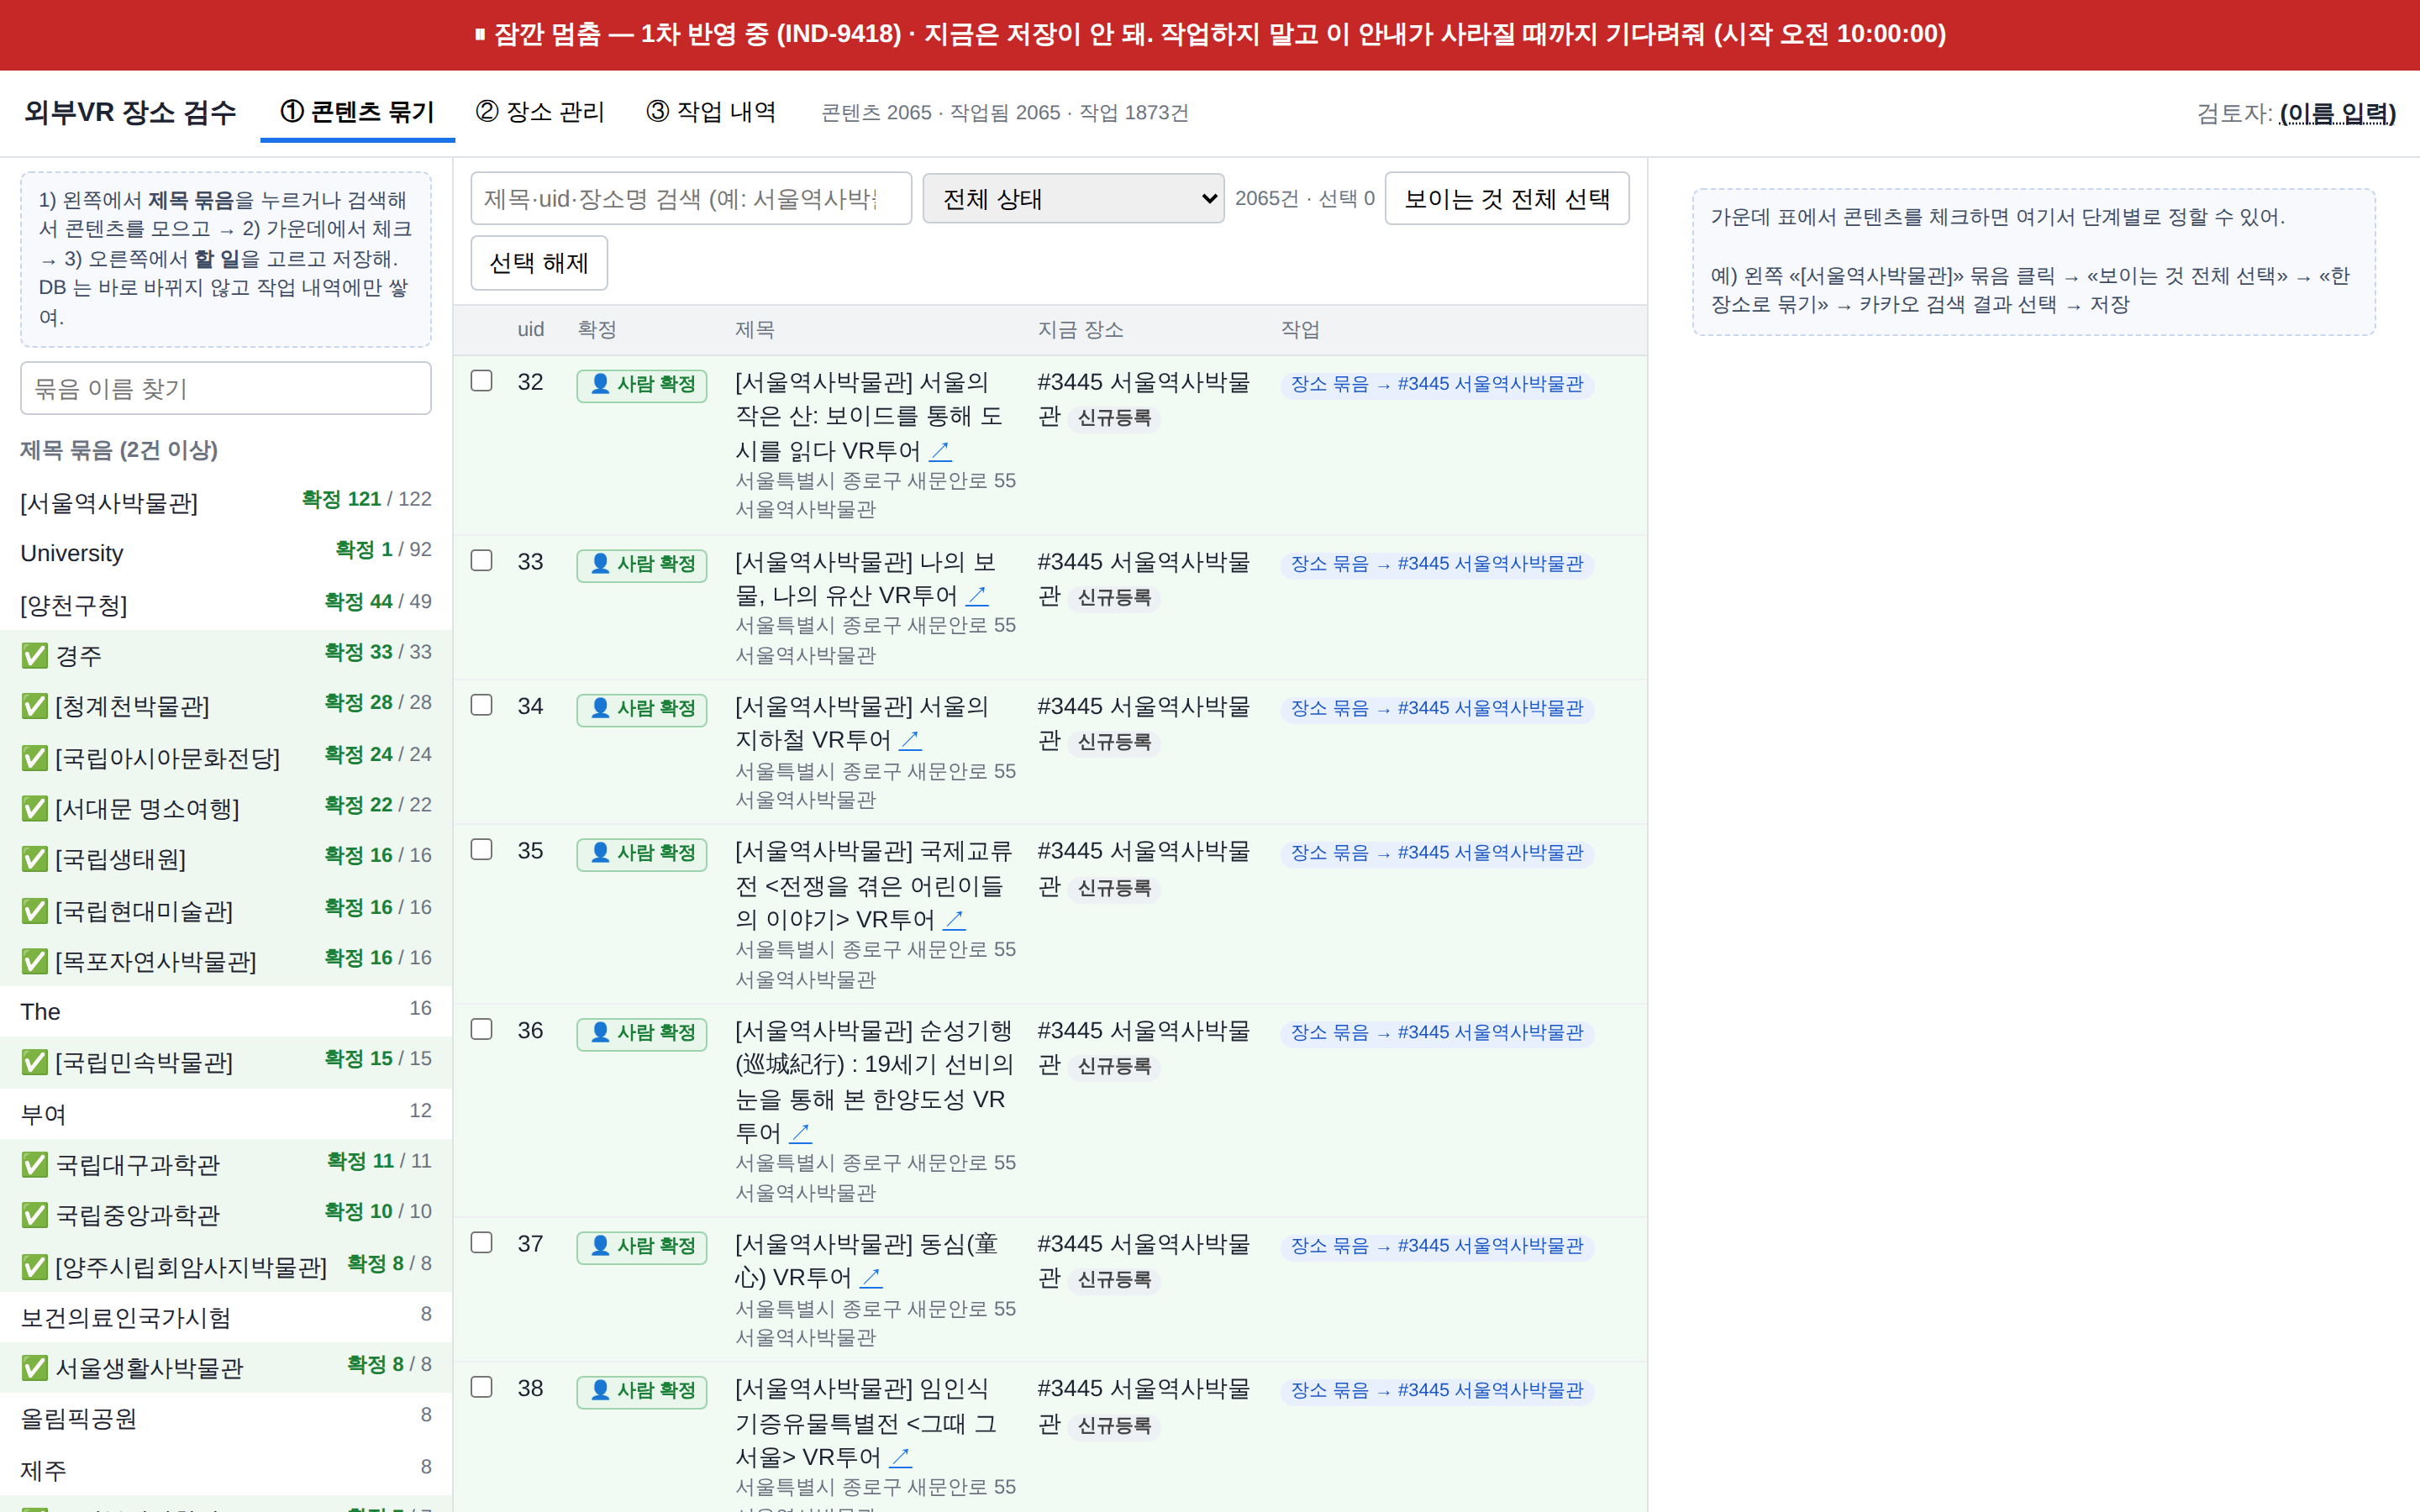 잠깐 멈춤 — 1차 반영 중 (IND-9418) · 지금은 저장이 안 돼. 작업하지 말고 이 안내가 사라질 때까지 기다려줘 (시작 오전 10:00:00)
외부VR 장소 검수
① 콘텐츠 묶기
② 장소 관리
③ 작업 내역
콘텐츠 2065 · 작업됨 2065 · 작업 1873건
검토자: (이름 입력)
1) 왼쪽에서 제목 묶음을 누르거나 검색해
서 콘텐츠를 모으고 → 2) 가운데에서 체크
→ 3) 오른쪽에서 할 일을 고르고 저장해.
DB 는 바로 바뀌지 않고 작업 내역에만 쌓
여.
묶음 이름 찾기
제목 묶음 (2건 이상)
[서울역사박물관] 확정 121 / 122
University 확정 1 / 92
[양천구청] 확정 44 / 49
✅ 경주 확정 33 / 33
✅ [청계천박물관] 확정 28 / 28
✅ [국립아시아문화전당] 확정 24 / 24
✅ [서대문 명소여행] 확정 22 / 22
✅ [국립생태원] 확정 16 / 16
✅ [국립현대미술관] 확정 16 / 16
✅ [목포자연사박물관] 확정 16 / 16
The 16
✅ [국립민속박물관] 확정 15 / 15
부여 12
✅ 국립대구과학관 확정 11 / 11
✅ 국립중앙과학관 확정 10 / 10
✅ [양주시립회암사지박물관] 확정 8 / 8
보건의료인국가시험 8
✅ 서울생활사박물관 확정 8 / 8
올림픽공원 8
제주 8
제목·uid·장소명 검색 (예: 서울역사박
전체 상태
2065건 · 선택 0
보이는 것 전체 선택
선택 해제
uid 확정 제목 지금 장소 작업
32 👤 사람 확정 [서울역사박물관] 서울의 #3445 서울역사박물 장소 묶음 → #3445 서울역사박물관
작은 산: 보이드를 통해 도 관 신규등록
시를 읽다 VR투어 ↗
서울특별시 종로구 새문안로 55
서울역사박물관
33 👤 사람 확정 [서울역사박물관] 나의 보 #3445 서울역사박물 장소 묶음 → #3445 서울역사박물관
물, 나의 유산 VR투어 ↗ 관 신규등록
서울특별시 종로구 새문안로 55
서울역사박물관
34 👤 사람 확정 [서울역사박물관] 서울의 #3445 서울역사박물 장소 묶음 → #3445 서울역사박물관
지하철 VR투어 ↗ 관 신규등록
서울특별시 종로구 새문안로 55
서울역사박물관
35 👤 사람 확정 [서울역사박물관] 국제교류 #3445 서울역사박물 장소 묶음 → #3445 서울역사박물관
전 <전쟁을 겪은 어린이들 관 신규등록
의 이야기> VR투어 ↗
서울특별시 종로구 새문안로 55
서울역사박물관
36 👤 사람 확정 [서울역사박물관] 순성기행 #3445 서울역사박물 장소 묶음 → #3445 서울역사박물관
(巡城紀行) : 19세기 선비의 관 신규등록
눈을 통해 본 한양도성 VR
투어 ↗
서울특별시 종로구 새문안로 55
서울역사박물관
37 👤 사람 확정 [서울역사박물관] 동심(童 #3445 서울역사박물 장소 묶음 → #3445 서울역사박물관
心) VR투어 ↗ 관 신규등록
서울특별시 종로구 새문안로 55
서울역사박물관
38 👤 사람 확정 [서울역사박물관] 임인식 #3445 서울역사박물 장소 묶음 → #3445 서울역사박물관
기증유물특별전 <그때 그 관 신규등록
서울> VR투어 ↗
서울특별시 종로구 새문안로 55
가운데 표에서 콘텐츠를 체크하면 여기서 단계별로 정할 수 있어.
예) 왼쪽 «[서울역사박물관]» 묶음 클릭 → «보이는 것 전체 선택» → «한
장소로 묶기» → 카카오 검색 결과 선택 → 저장